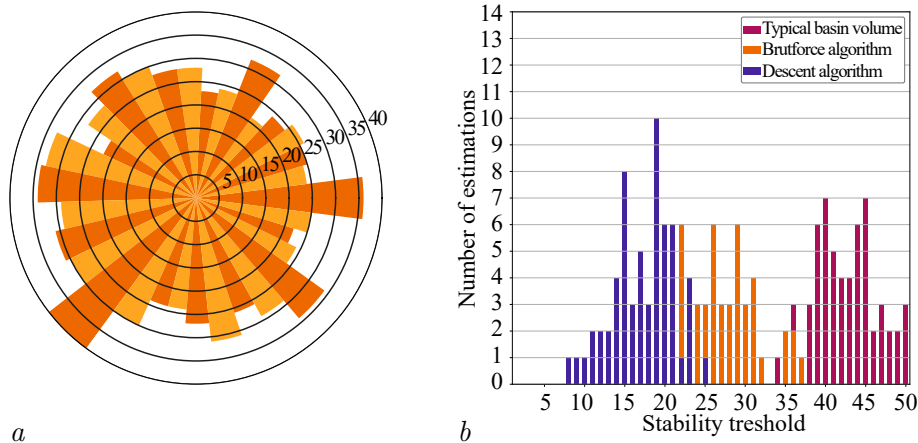 5 10 15 20 25 30 35 40
a
Number of estimations
14
13
12
11
10
9
8
7
6
5
4
3
2
1
0
Typical basin volume
Brutforce algorithm
Descent algorithm
5 10 15 20 25 30 35 40 45 50
Stability treshold
b